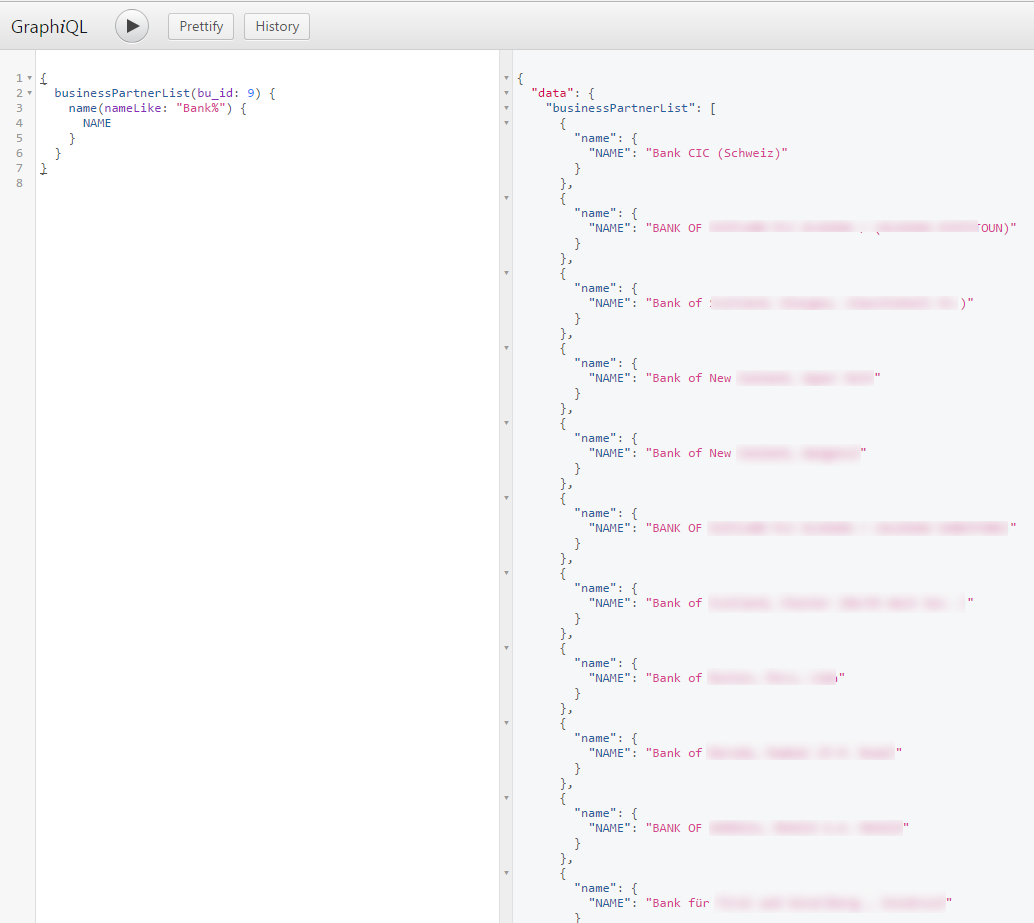 GraphiQL
Prettify
History
1 {
2 businessPartnerList(bu_id: 9) {
3 name(nameLike: "Bank%") {
4 NAME
5 }
6 }
7 }
8
{
"data": {
"businessPartnerList": [
{
"name": {
"NAME": "Bank CIC (Schweiz)"
}
},
{
"name": {
"NAME": "BANK OF OUN)"
}
},
{
"name": {
"NAME": "Bank of )"
}
},
{
"name": {
"NAME": "Bank of New "
}
},
{
"name": {
"NAME": "Bank of New "
}
},
{
"name": {
"NAME": "BANK OF "
}
},
{
"name": {
"NAME": "Bank of "
}
},
{
"name": {
"NAME": "Bank of "
}
},
{
"name": {
"NAME": "Bank of "
}
},
{
"name": {
"NAME": "BANK OF "
}
},
{
"name": {
"NAME": "Bank für "
}